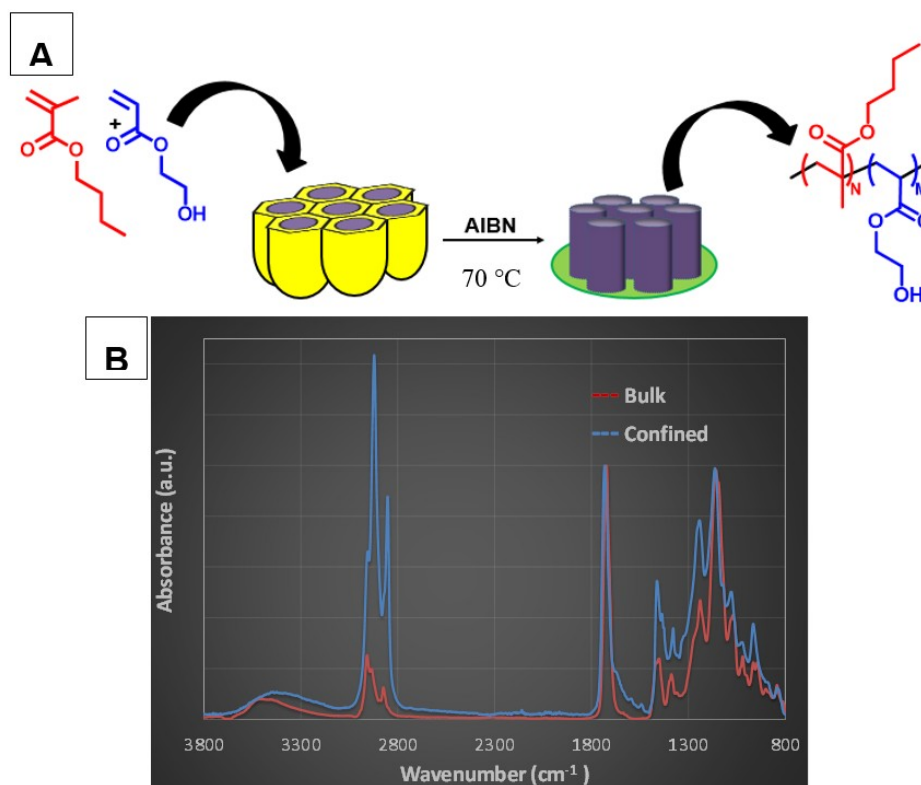 A
+
O
O
O
O
OH
AIBN
70 °C
O
O
N
M
O
O
OH
B
Bulk
Confined
Absorbance (a.u.)
3800 3300 2800 2300 1800 1300 800
Wavenumber (cm⁻¹)